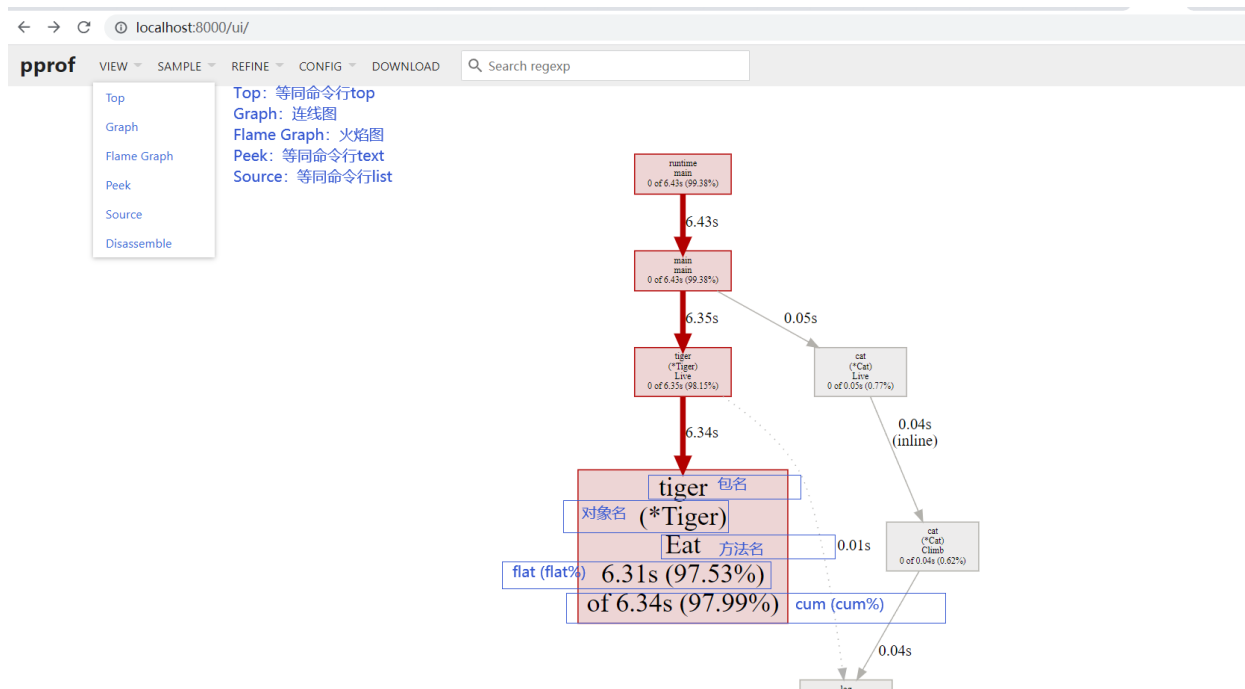 localhost:8000/ui/
pprof VIEW SAMPLE REFINE CONFIG DOWNLOAD Search regexp
Top
Graph
Flame Graph
Peek
Source
Disassemble
Top：等同命令行top
Graph：连线图
Flame Graph：火焰图
Peek：等同命令行text
Source：等同命令行list
runtime
main
0 of 6.43s (99.38%)
6.43s
main
main
0 of 6.43s (99.38%)
6.35s
0.05s
tiger
(*Tiger)
Live
0 of 6.35s (98.15%)
cat
(*Cat)
Live
0 of 0.05s (0.77%)
6.34s
0.04s
(inline)
tiger 包名
对象名 (*Tiger)
Eat 方法名
flat (flat%) 6.31s (97.53%)
of 6.34s (97.99%) cum (cum%)
0.01s
cat
(*Cat)
Climb
0 of 0.04s (0.62%)
0.04s